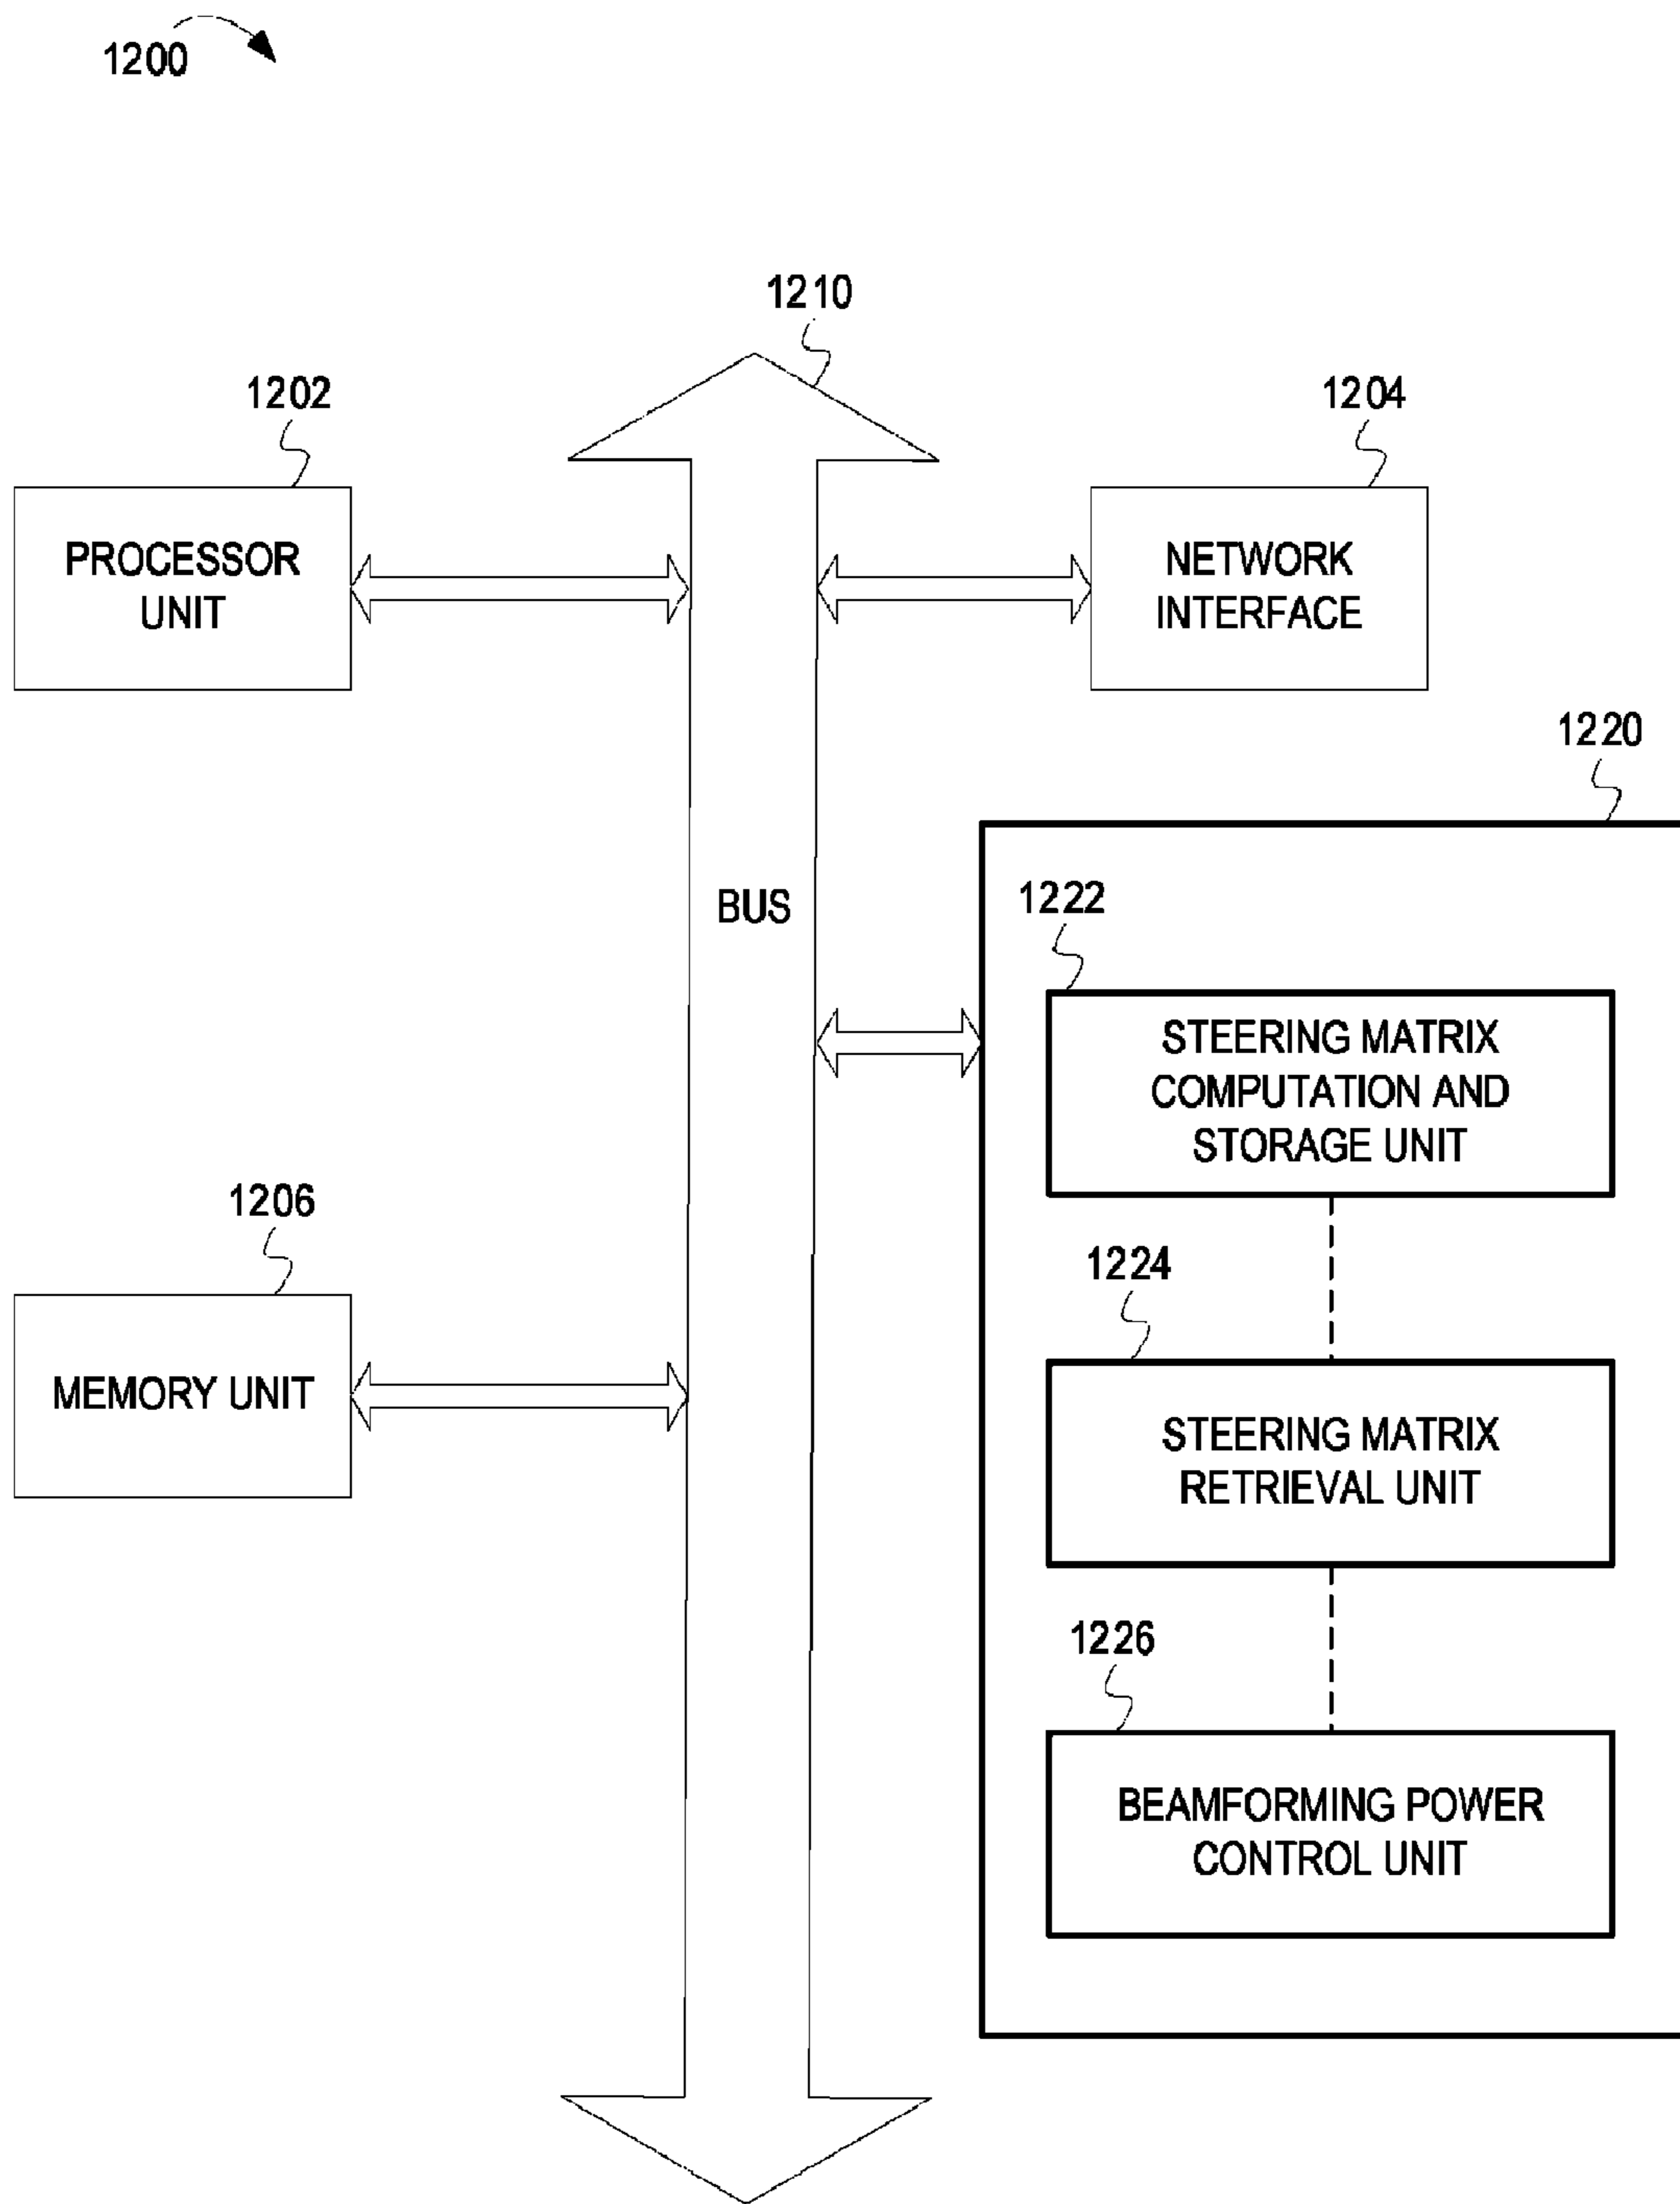 1200
1210
1202
1204
PROCESSOR
UNIT
NETWORK
INTERFACE
1220
BUS
1222
STEERING MATRIX
COMPUTATION AND
STORAGE UNIT
1206
1224
MEMORY UNIT
STEERING MATRIX
RETRIEVAL UNIT
1226
BEAMFORMING POWER
CONTROL UNIT